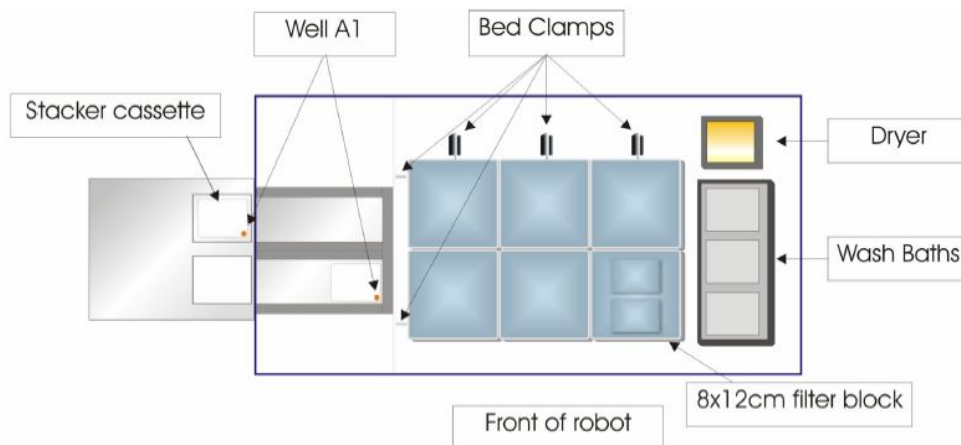 Well A1
Bed Clamps
Stacker cassette
Dryer
Wash Baths
8x12cm filter block
Front of robot